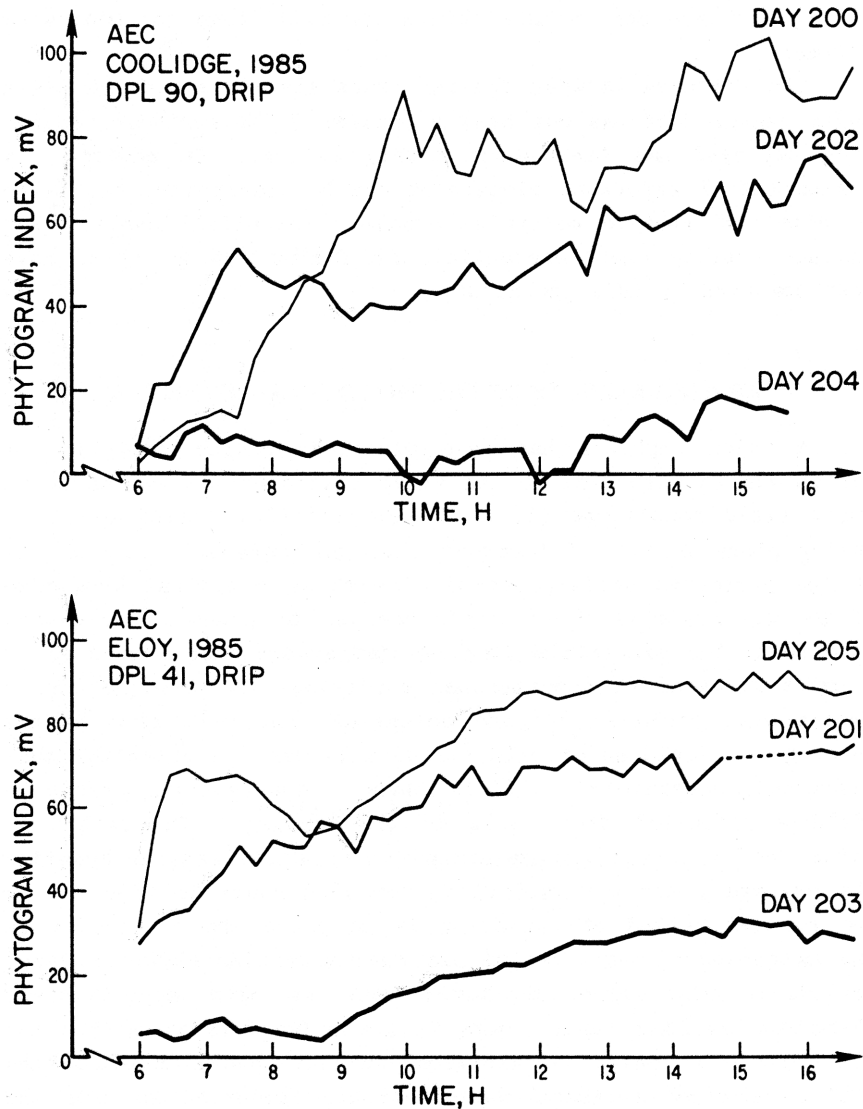 AEC
COOLIDGE, 1985
DPL 90, DRIP
DAY 200
DAY 202
DAY 204
PHYTOGRAM, INDEX, mV
100
80
60
40
20
0
6 7 8 9 10 11 12 13 14 15 16
TIME, H
AEC
ELOY, 1985
DPL 41, DRIP
DAY 205
DAY 201
DAY 203
PHYTOGRAM INDEX, mV
100
80
60
40
20
0
6 7 8 9 10 11 12 13 14 15 16
TIME, H